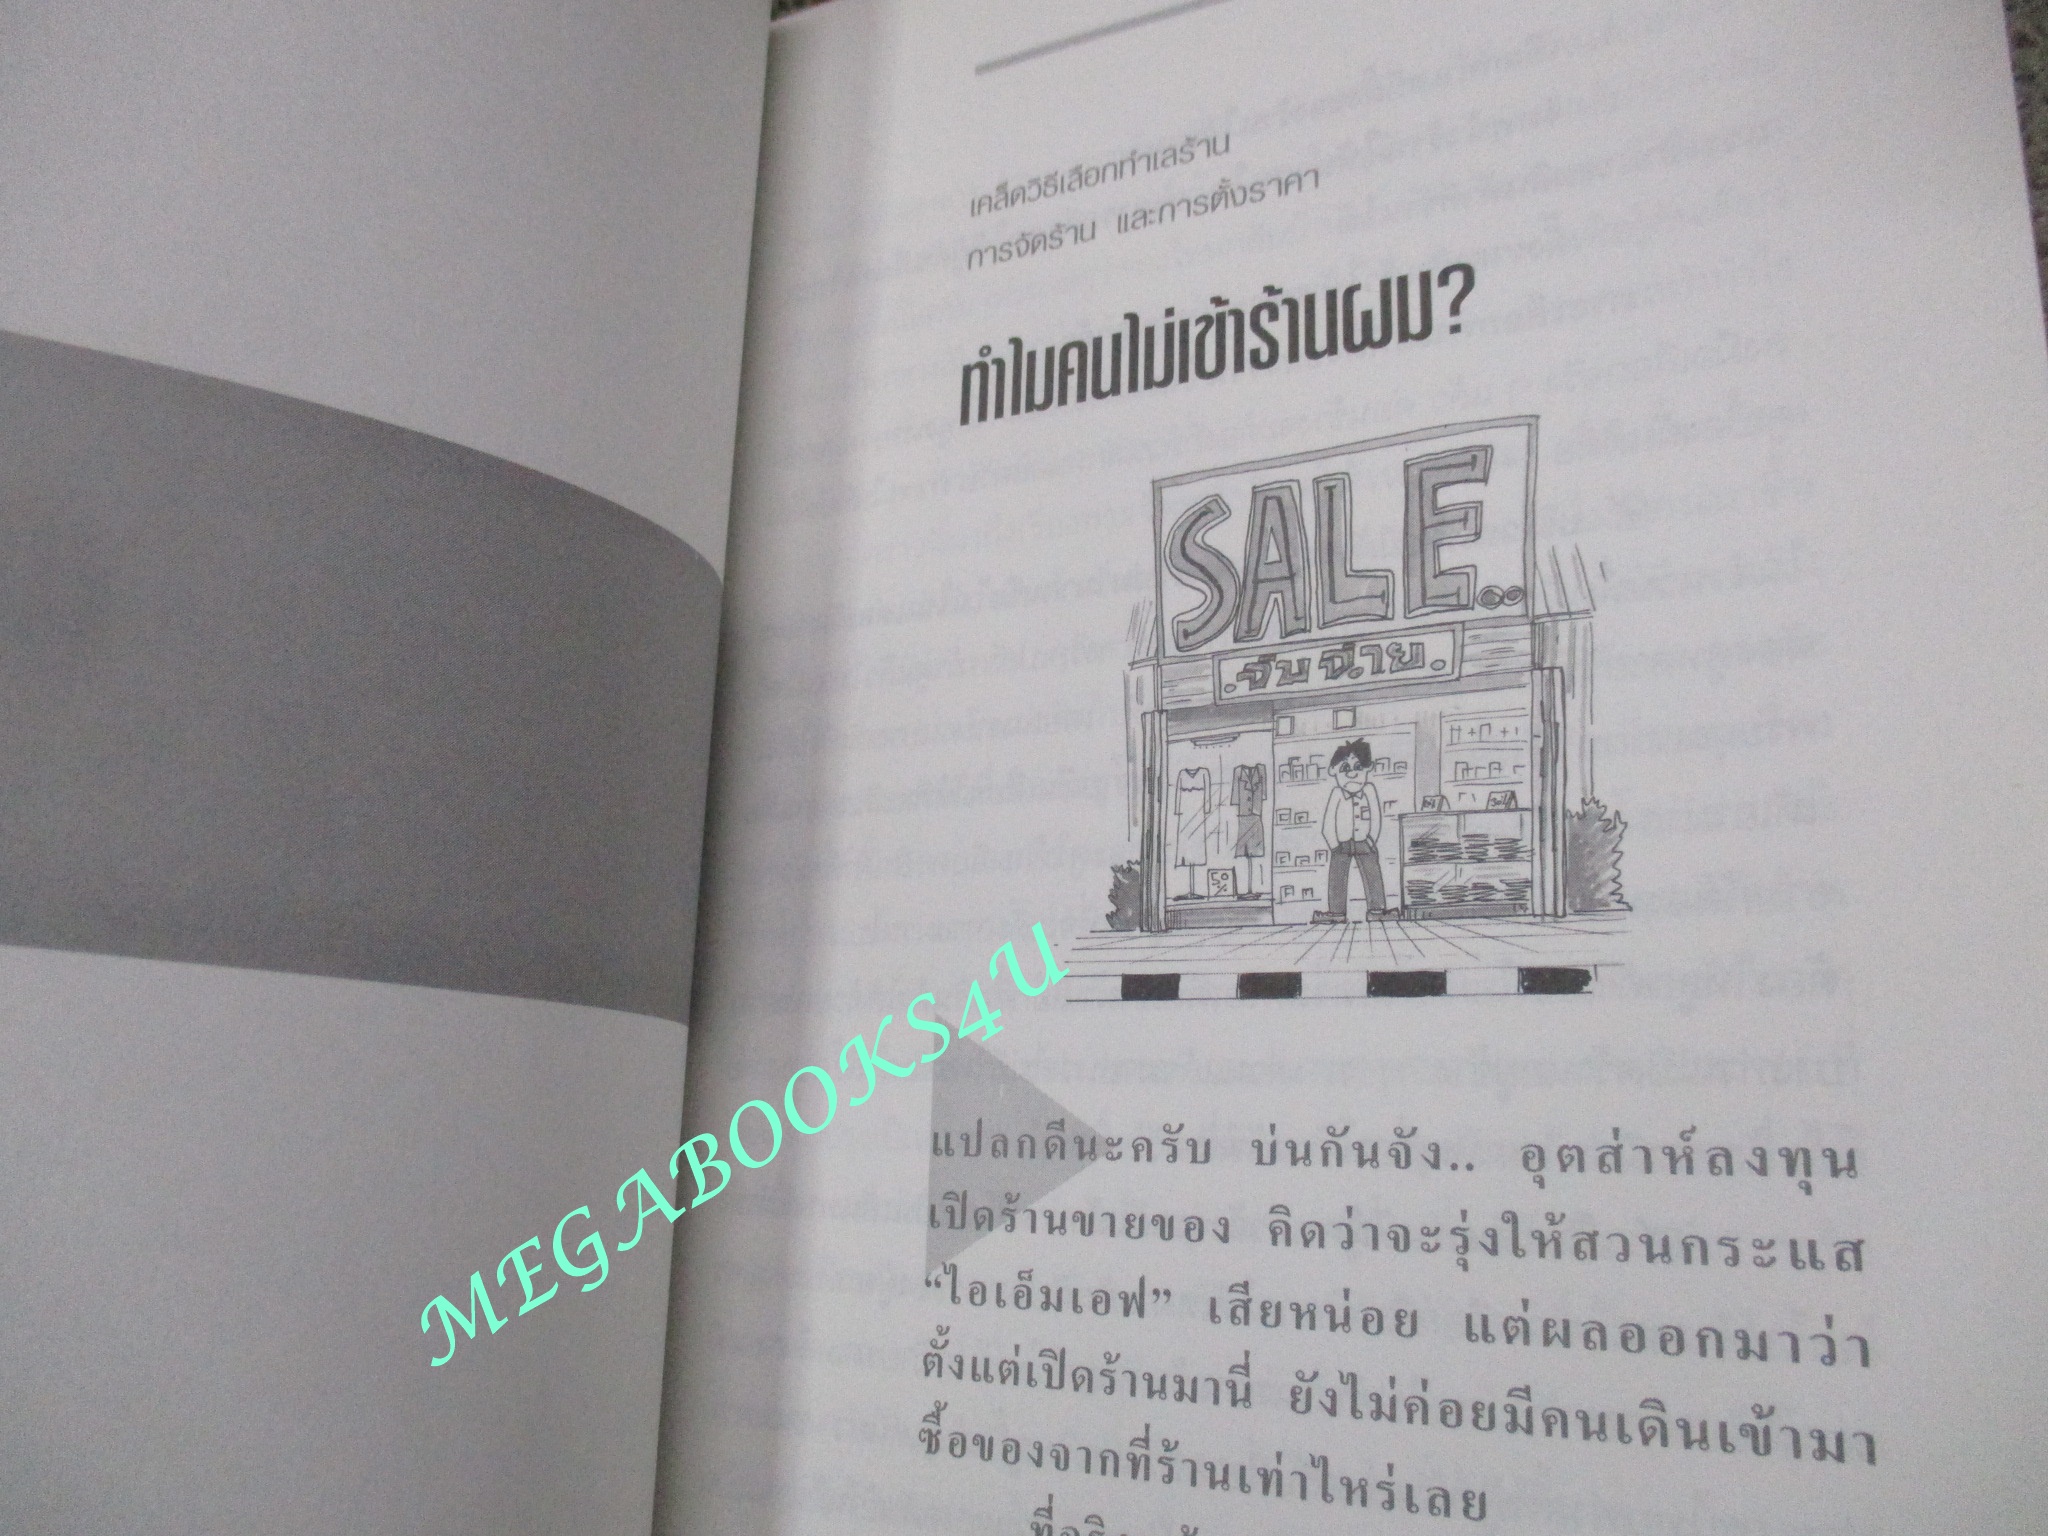 เคล็ดวิธีเลือกทำเลร้าน
การจัดร้าน และการตั้งราคา
ทำไมคนไม่เข้าร้านผม?
SALE..
.จับฉ่าย.
50
%
30%
MEGABOOKS4U
แปลกดีนะครับ บ่นกันจัง.. อุตส่าห์ลงทุน
เปิดร้านขายของ คิดว่าจะรุ่งให้สวนกระแส
“ไอเอ็มเอฟ” เสียหน่อย แต่ผลออกมาว่า
ตั้งแต่เปิดร้านมานี่ ยังไม่ค่อยมีคนเดินเข้ามา
ซื้อของจากที่ร้านเท่าไหร่เลย